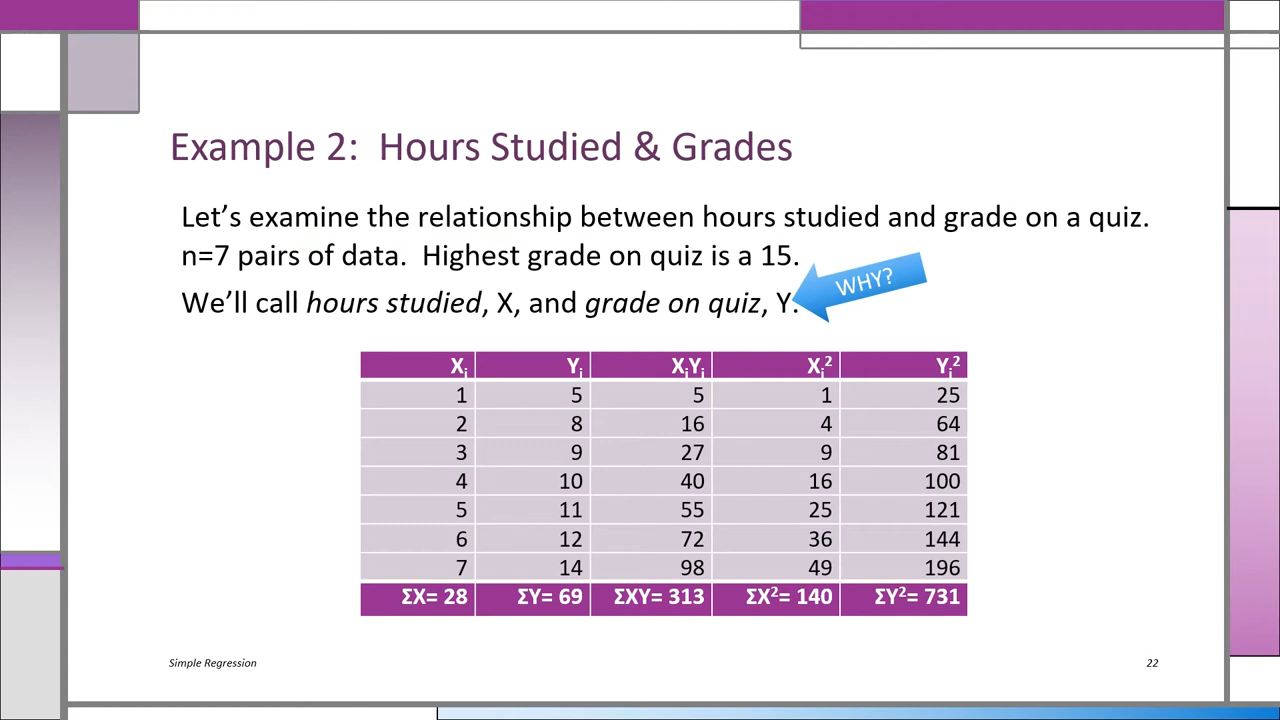 Example 2: Hours Studied & Grades
Let’s examine the relationship between hours studied and grade on a quiz.
n=7 pairs of data. Highest grade on quiz is a 15.
WHY?
We’ll call hours studied, X, and grade on quiz, Y.
Xi Yi XiYi Xi² Yi²
1 5 5 1 25
2 8 16 4 64
3 9 27 9 81
4 10 40 16 100
5 11 55 25 121
6 12 72 36 144
7 14 98 49 196
ΣX= 28 ΣY= 69 ΣXY= 313 ΣX²= 140 ΣY²= 731
Simple Regression 22